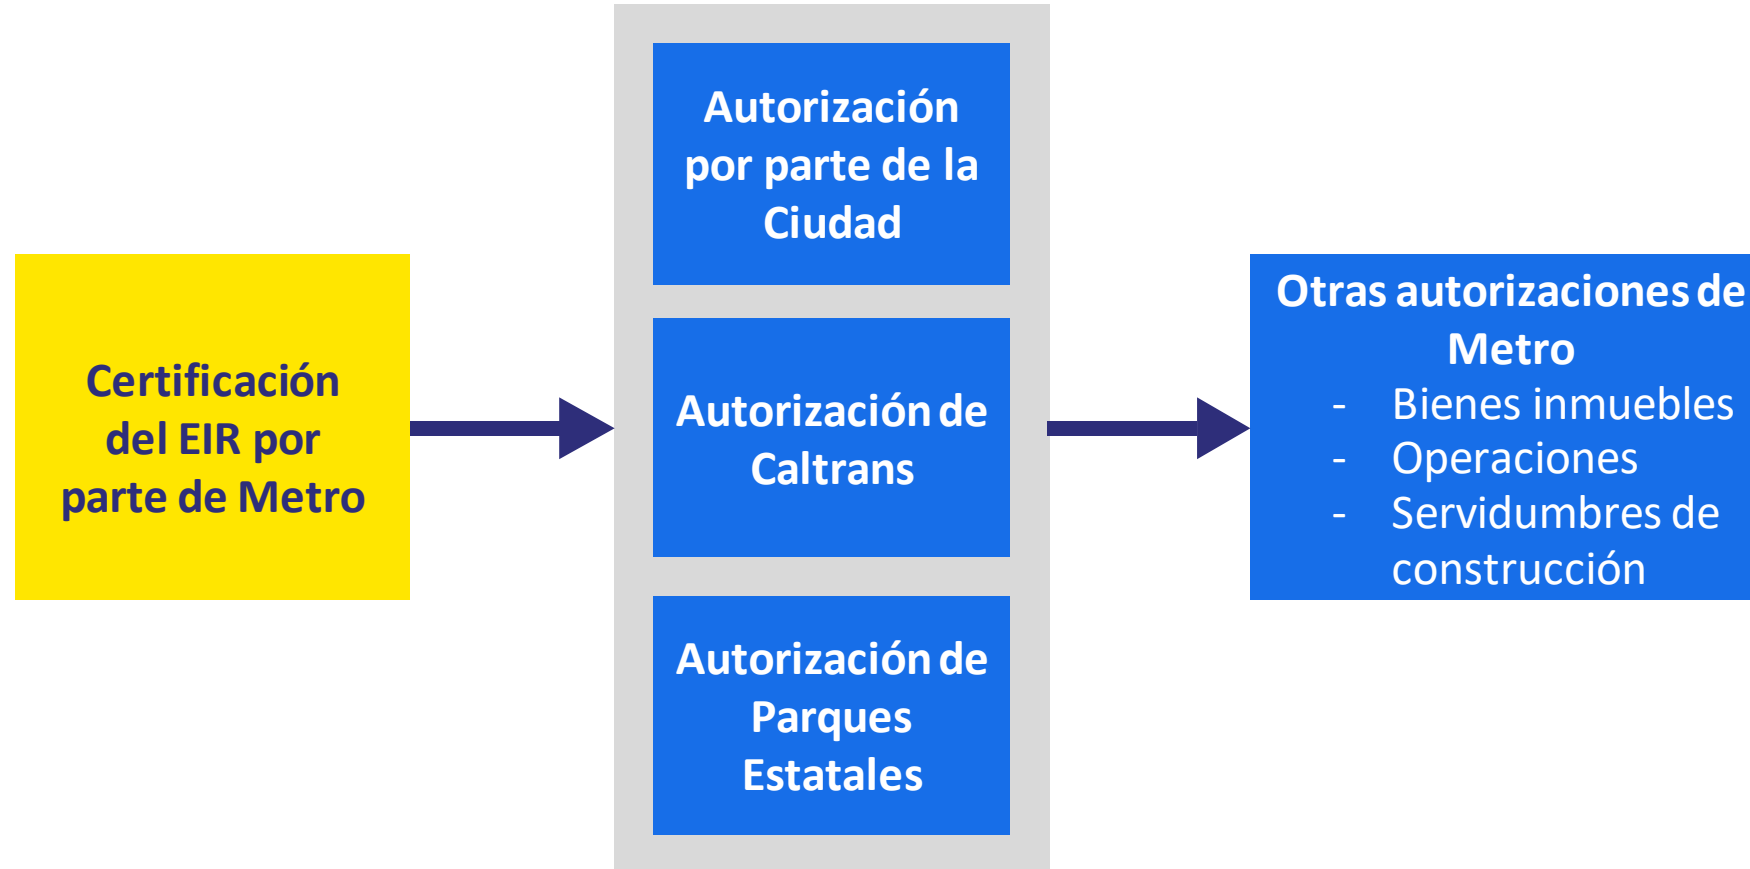 Certificación
del EIR por
parte de Metro
Autorización
por parte de la
Ciudad
Autorización de
Caltrans
Autorización de
Parques
Estatales
Otras autorizaciones de
Metro
- Bienes inmuebles
- Operaciones
- Servidumbres de
construcción